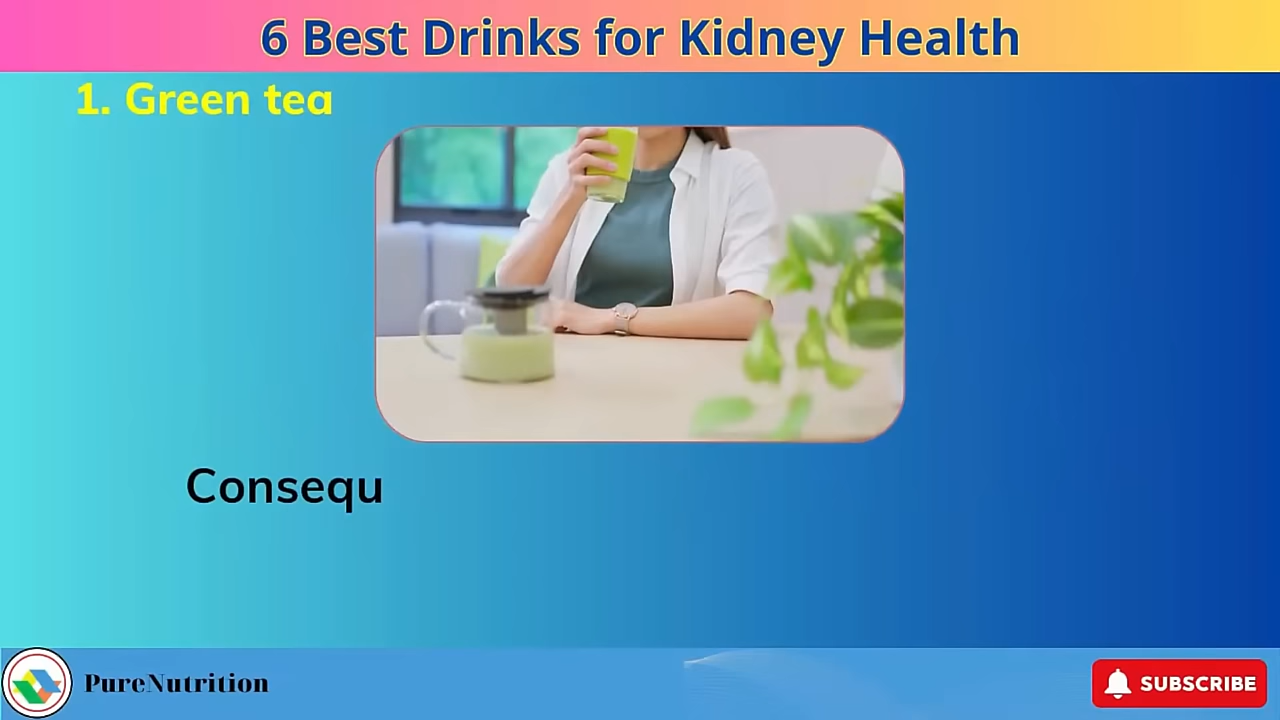 6 Best Drinks for Kidney Health
1. Green tea
Consequ
PureNutrition
SUBSCRIBE